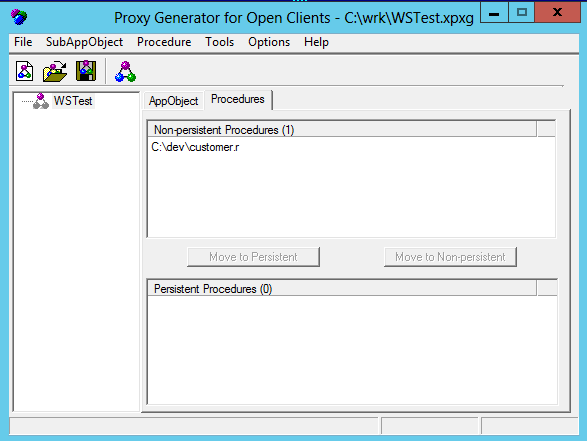 Proxy Generator for Open Clients - C:\wrk\WSTest.xpxg
File SubAppObject Procedure Tools Options Help
WSTest
AppObject Procedures
Non-persistent Procedures (1)
C:\dev\customer.r
Move to Persistent Move to Non-persistent
Persistent Procedures (0)